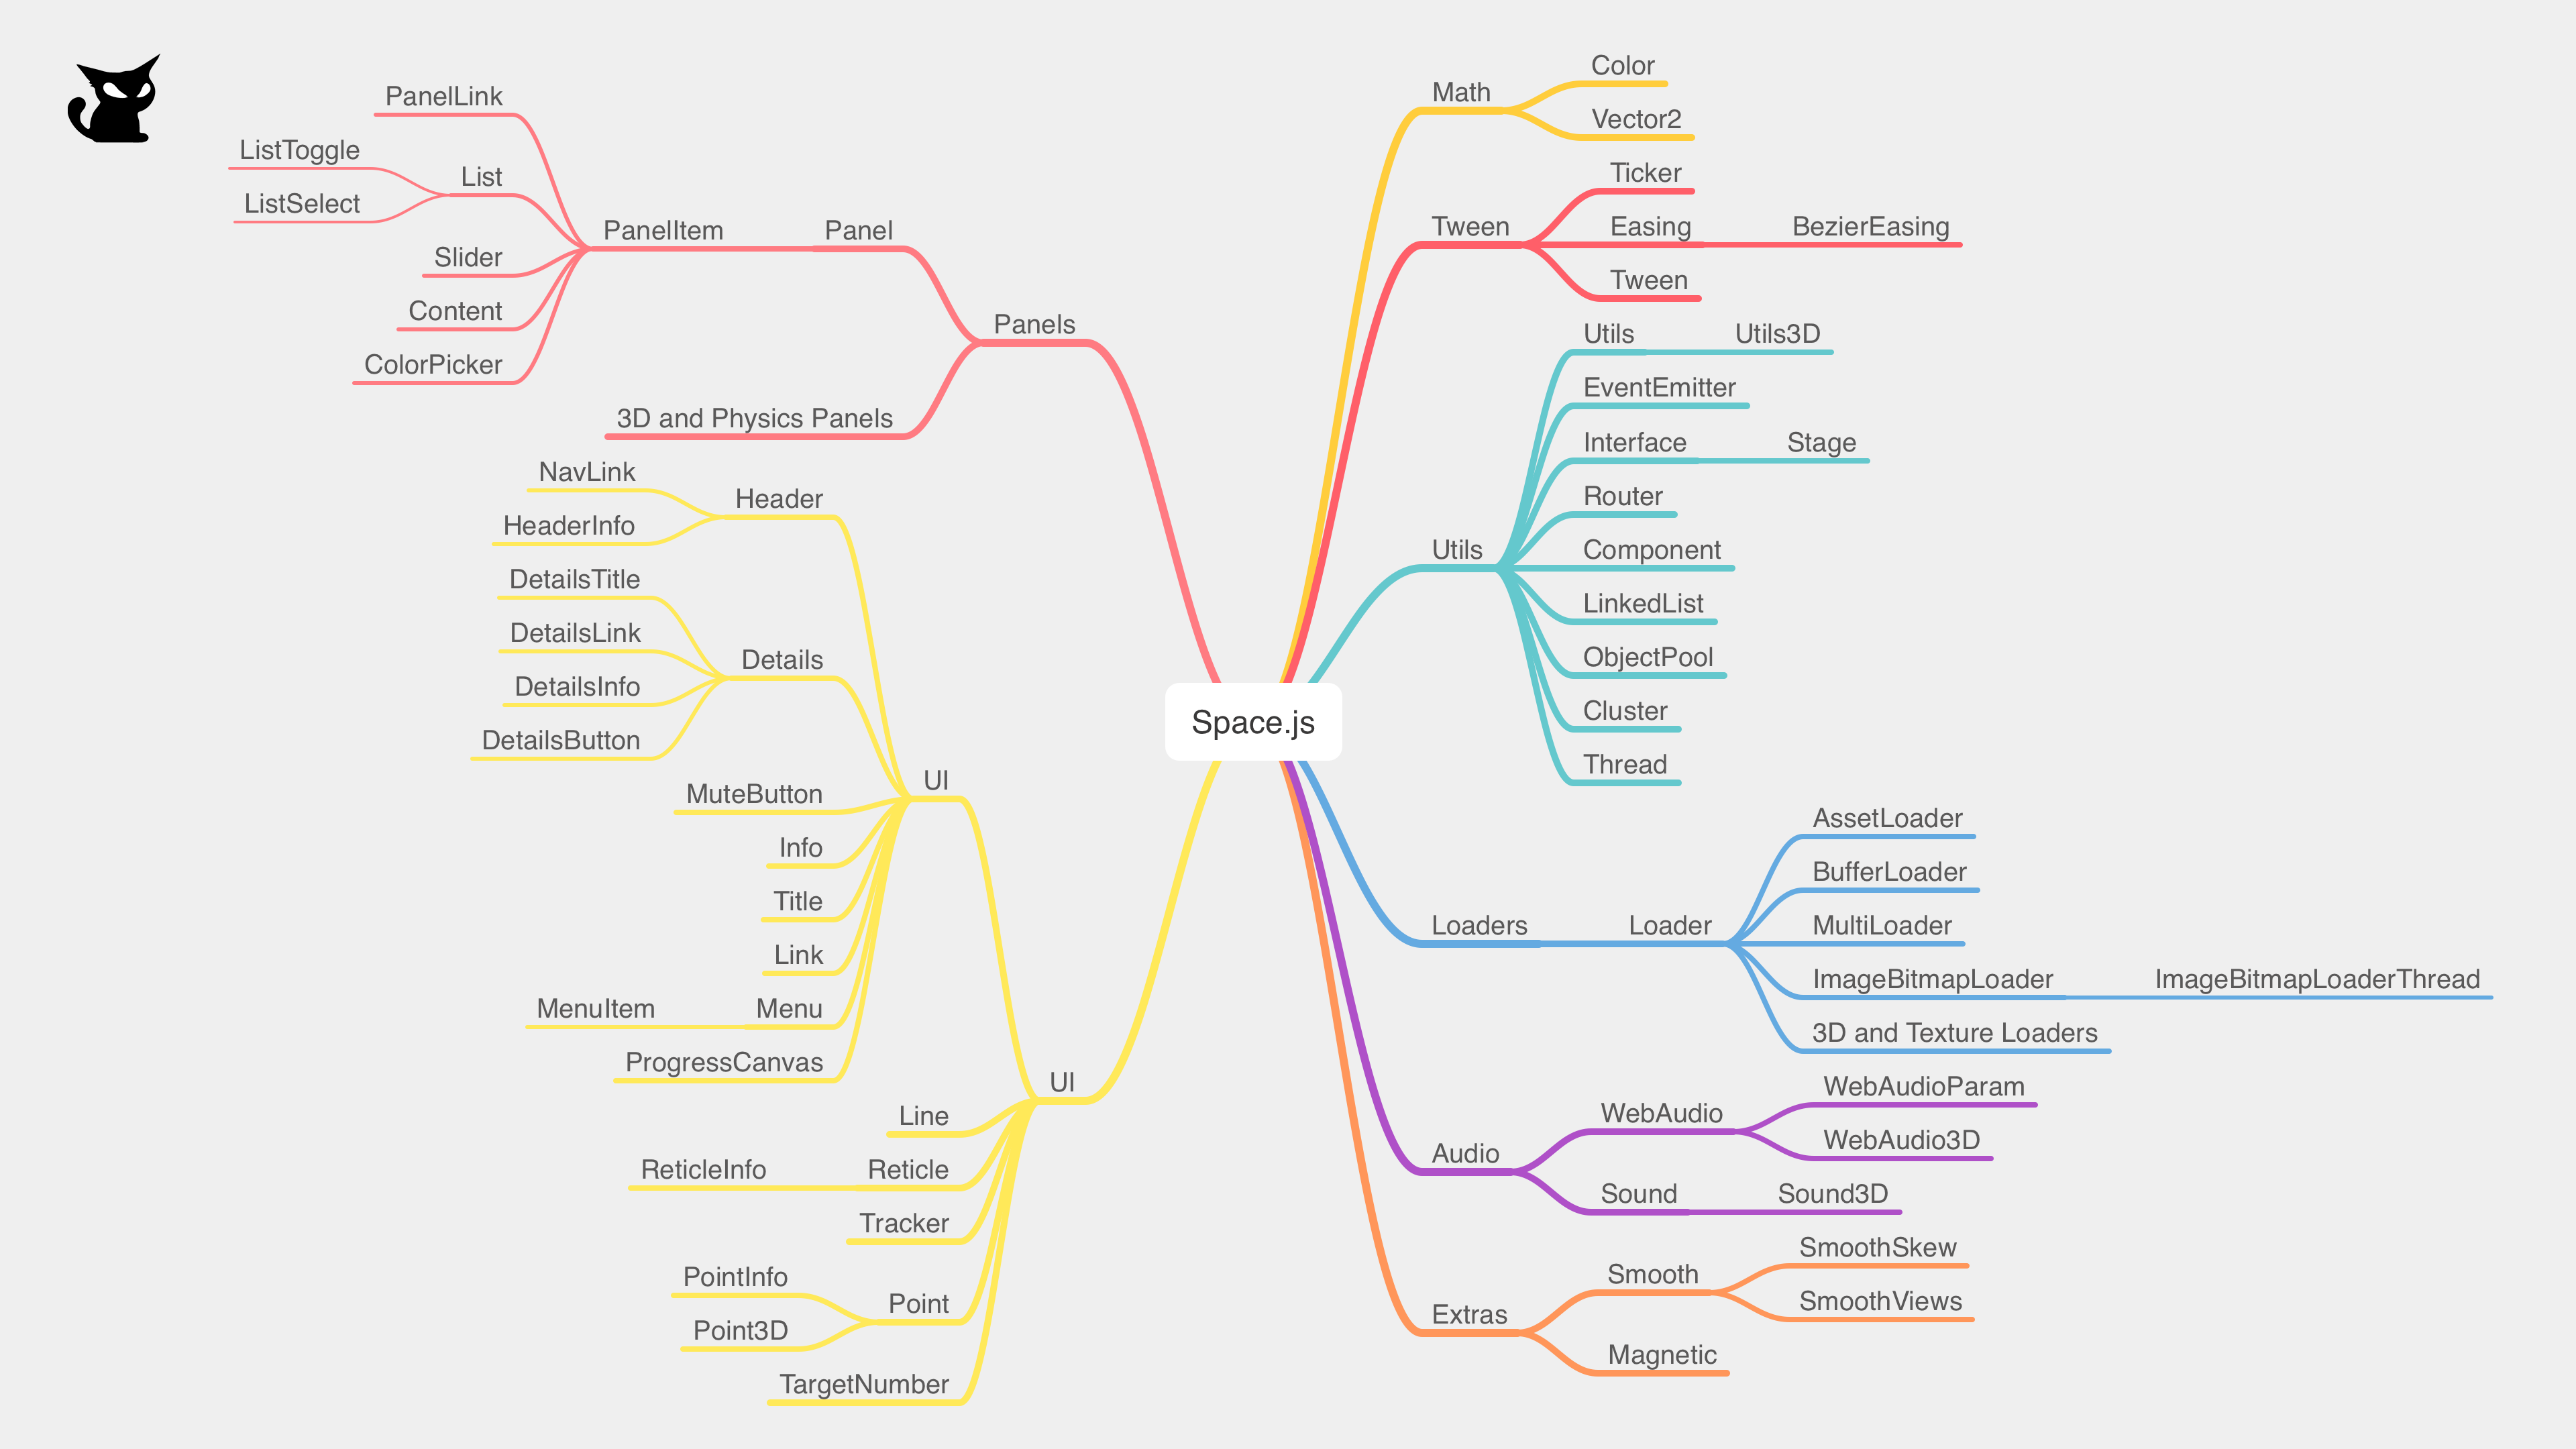 Space.js
Panels
Panel
PanelItem
PanelLink
List
ListToggle
ListSelect
Slider
Content
ColorPicker
3D and Physics Panels
UI
UI
Header
NavLink
HeaderInfo
Details
DetailsTitle
DetailsLink
DetailsInfo
DetailsButton
MuteButton
Info
Title
Link
Menu
MenuItem
ProgressCanvas
Line
Reticle
ReticleInfo
Tracker
Point
PointInfo
Point3D
TargetNumber
Math
Color
Vector2
Tween
Ticker
Easing
BezierEasing
Tween
Utils
Utils
Utils3D
EventEmitter
Interface
Stage
Router
Component
LinkedList
ObjectPool
Cluster
Thread
Loaders
Loader
AssetLoader
BufferLoader
MultiLoader
ImageBitmapLoader
ImageBitmapLoaderThread
3D and Texture Loaders
Audio
WebAudio
WebAudioParam
WebAudio3D
Sound
Sound3D
Extras
Smooth
SmoothSkew
SmoothViews
Magnetic